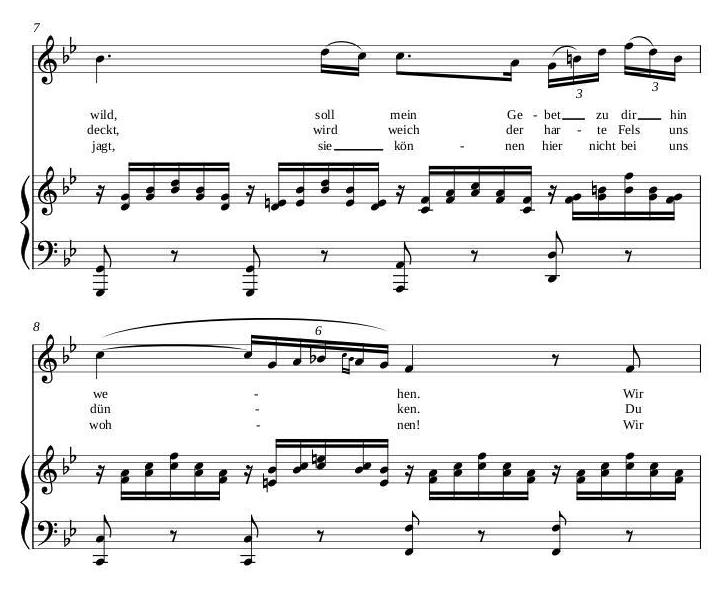 7
wild, soll mein Ge - bet zu dir hin
deckt, wird weich der har - te Fels uns
jagt, sie kön - nen hier nicht bei uns
3 3
8
6
we - hen. Wir
dün - ken. Du
woh - nen! Wir